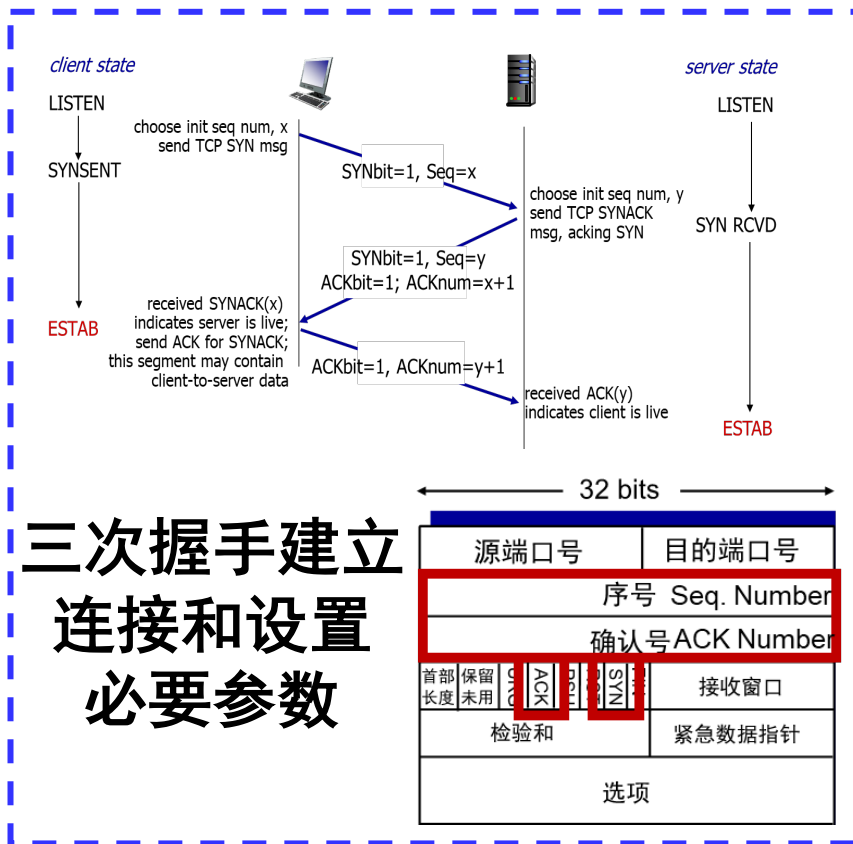 client state
server state
LISTEN
LISTEN
choose init seq num, x
send TCP SYN msg
SYNSENT
SYNbit=1, Seq=x
choose init seq num, y
send TCP SYNACK
msg, acking SYN
SYN RCVD
SYNbit=1, Seq=y
ACKbit=1; ACKnum=x+1
received SYNACK(x)
indicates server is live;
send ACK for SYNACK;
this segment may contain
client-to-server data
ESTAB
ACKbit=1, ACKnum=y+1
received ACK(y)
indicates client is live
ESTAB
三次握手建立
连接和设置
必要参数
32 bits
源端口号
目的端口号
序号 Seq. Number
确认号ACK Number
首部
长度
保留
未用
ACK
SYN
接收窗口
检验和
紧急数据指针
选项